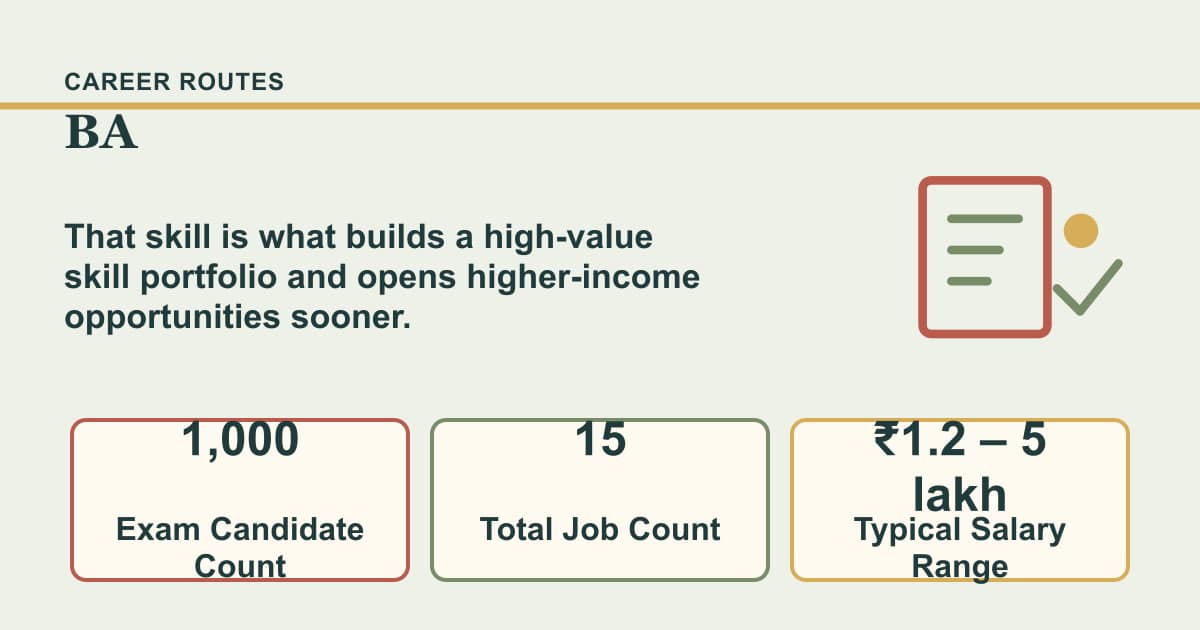 CAREER ROUTES
BA
That skill is what builds a high-value
skill portfolio and opens higher-income
opportunities sooner.
1,000
Exam Candidate
Count
15
Total Job Count
₹1.2 – 5
lakh
Typical Salary
Range